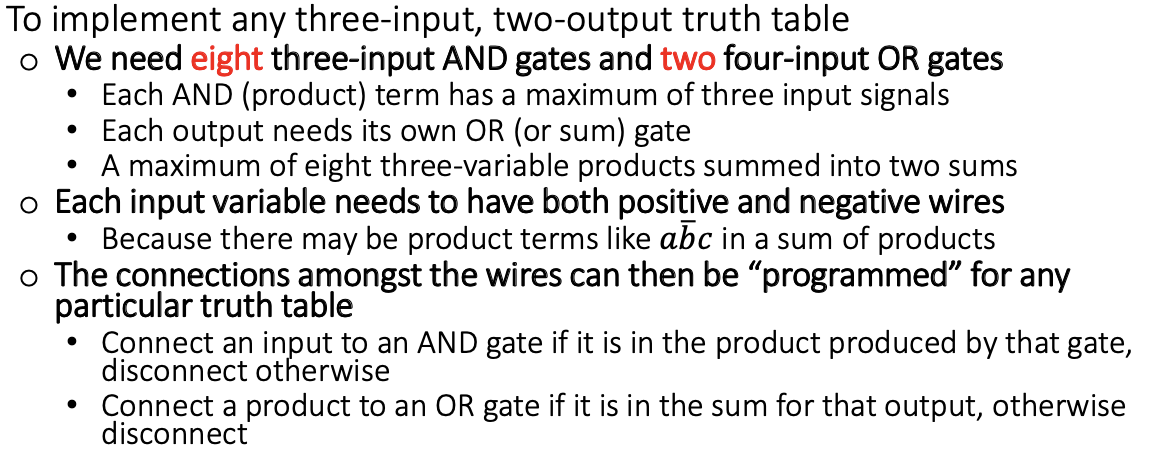 To implement any three-input, two-output truth table
o We need eight three-input AND gates and two four-input OR gates
• Each AND (product) term has a maximum of three input signals
• Each output needs its own OR (or sum) gate
• A maximum of eight three-variable products summed into two sums
o Each input variable needs to have both positive and negative wires
• Because there may be product terms like ab̅c in a sum of products
o The connections amongst the wires can then be “programmed” for any
particular truth table
• Connect an input to an AND gate if it is in the product produced by that gate,
disconnect otherwise
• Connect a product to an OR gate if it is in the sum for that output, otherwise
disconnect